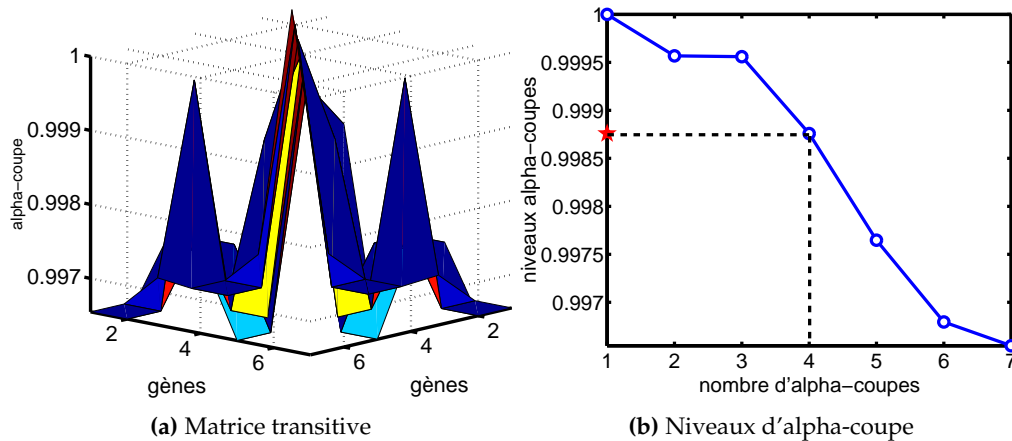 1
0.999
0.998
0.997
alpha−coupe
2
4
6
gènes
6
4
2
gènes
(a) Matrice transitive
1
0.9995
0.999
0.9985
0.998
0.9975
0.997
niveaux alpha−coupes
1 2 3 4 5 6 7
nombre d'alpha−coupes
(b) Niveaux d'alpha-coupe